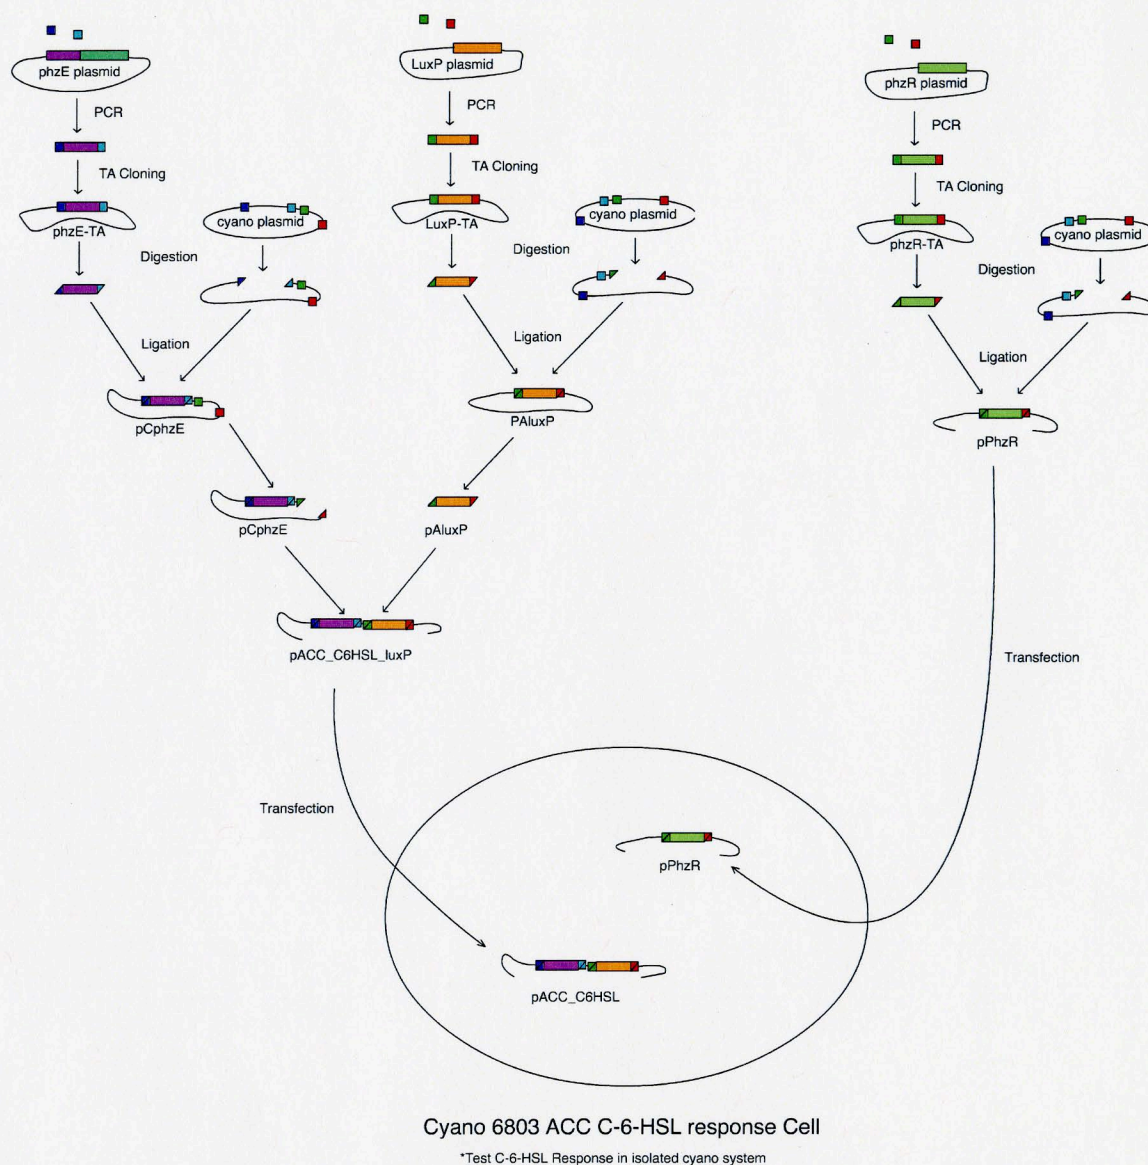 phzE plasmid
PCR
TA Cloning
phzE-TA
cyano plasmid
Digestion
Ligation
pCphzE
pCphzE
LuxP plasmid
PCR
TA Cloning
LuxP-TA
cyano plasmid
Digestion
Ligation
PAluxP
pAluxP
pACC_C6HSL_luxP
Transfection
phzR plasmid
PCR
TA Cloning
phzR-TA
cyano plasmid
Digestion
Ligation
pPhzR
Transfection
pPhzR
pACC_C6HSL
Cyano 6803 ACC C-6-HSL response Cell
*Test C-6-HSL Response in isolated cyano system